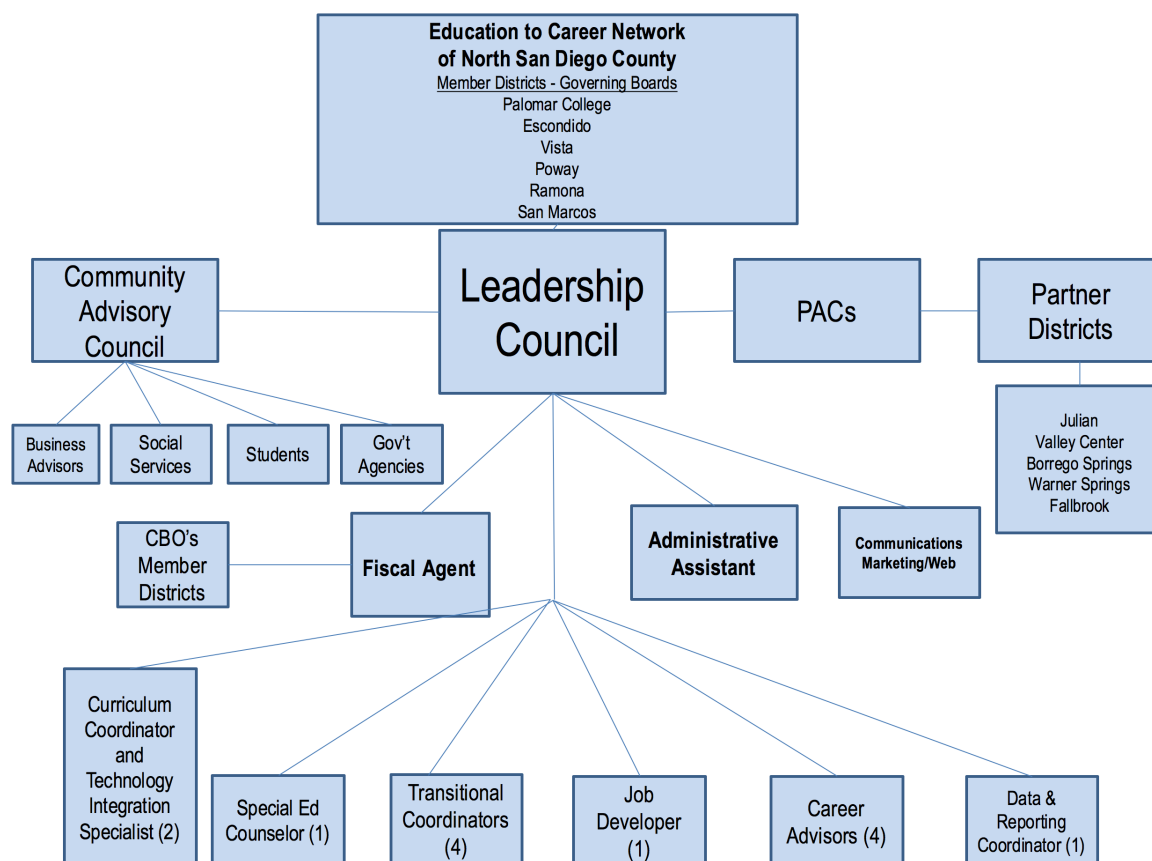 Education to Career Network
of North San Diego County
Member Districts - Governing Boards
Palomar College
Escondido
Vista
Poway
Ramona
San Marcos
Community
Advisory
Council
Leadership
Council
PACs
Partner
Districts
Business
Advisors
Social
Services
Students
Gov't
Agencies
Julian
Valley Center
Borrego Springs
Warner Springs
Fallbrook
CBO's
Member
Districts
Fiscal Agent
Administrative
Assistant
Communications
Marketing/Web
Curriculum
Coordinator
and
Technology
Integration
Specialist (2)
Special Ed
Counselor (1)
Transitional
Coordinators
(4)
Job
Developer
(1)
Career
Advisors (4)
Data &
Reporting
Coordinator (1)